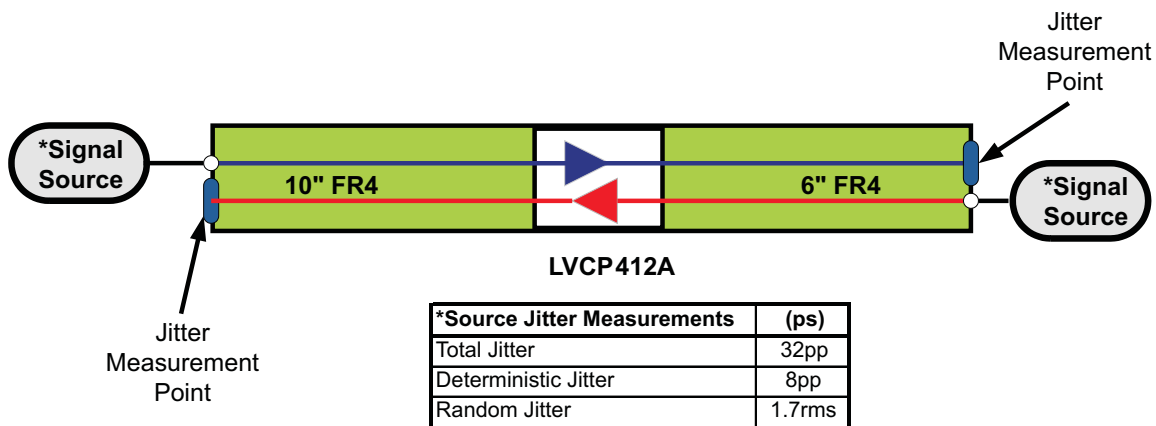 Jitter
Measurement
Point
*Signal
Source
10" FR4
6" FR4
*Signal
Source
LVCP412A
Jitter
Measurement
Point
*Source Jitter Measurements (ps)
Total Jitter 32pp
Deterministic Jitter 8pp
Random Jitter 1.7rms